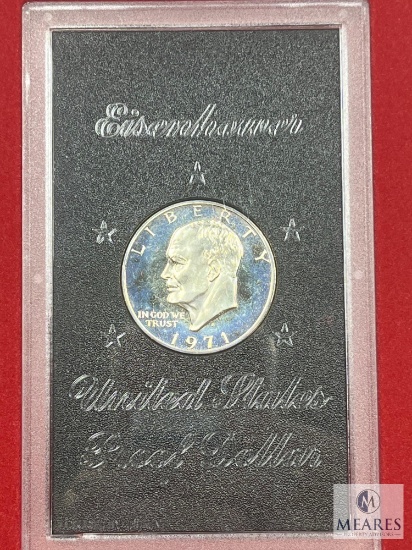 Eisenhower
LIBERTY
IN GOD WE
TRUST
1971
United States
Proof Dollar
MEARES